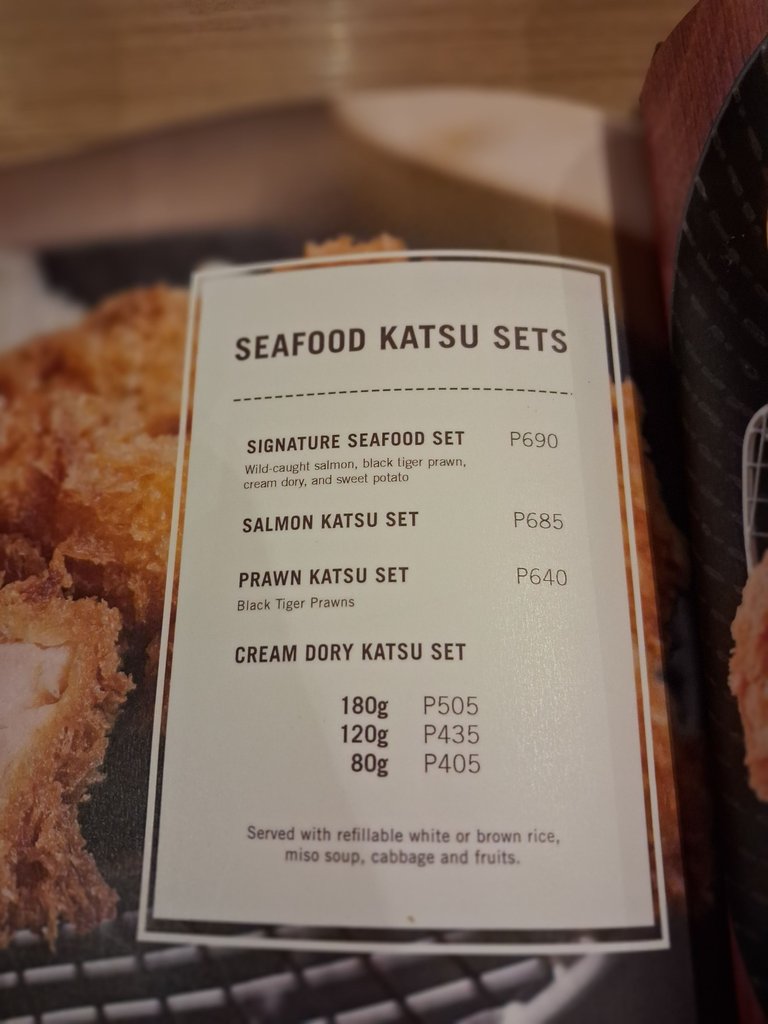 SEAFOOD KATSU SETS
SIGNATURE SEAFOOD SET P690
Wild-caught salmon, black tiger prawn,
cream dory, and sweet potato
SALMON KATSU SET P685
PRAWN KATSU SET P640
Black Tiger Prawns
CREAM DORY KATSU SET
180g P505
120g P435
80g P405
Served with refillable white or brown rice,
miso soup, cabbage and fruits.